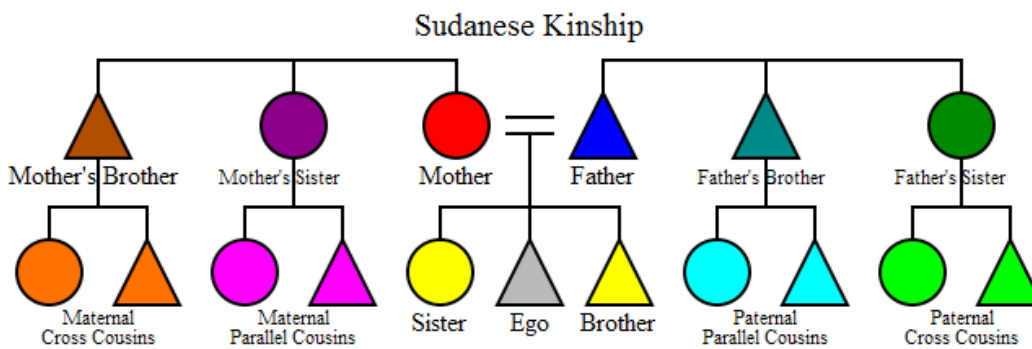 Sudanese Kinship
Mother's Brother
Mother's Sister
Mother
Father
Father's Brother
Father's Sister
Maternal
Cross Cousins
Maternal
Parallel Cousins
Sister
Ego
Brother
Paternal
Parallel Cousins
Paternal
Cross Cousins